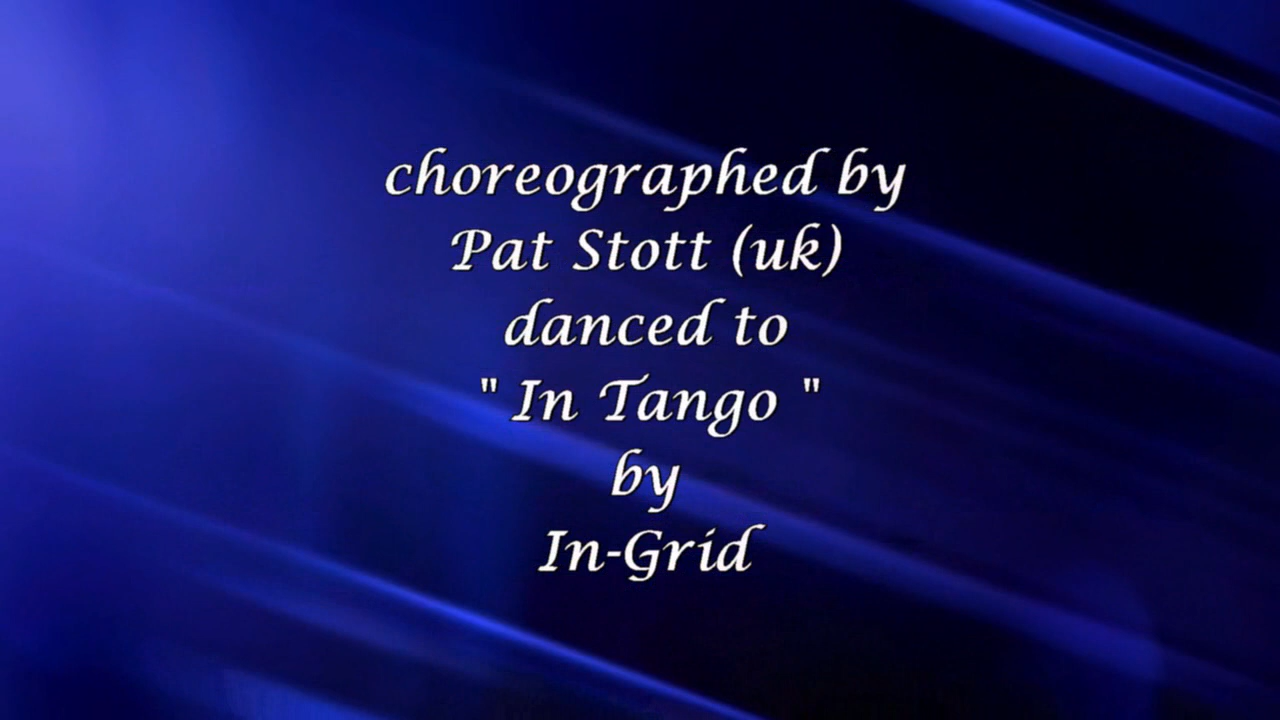 choreographed by
Pat Stott (uk)
danced to
" In Tango "
by
In-Grid